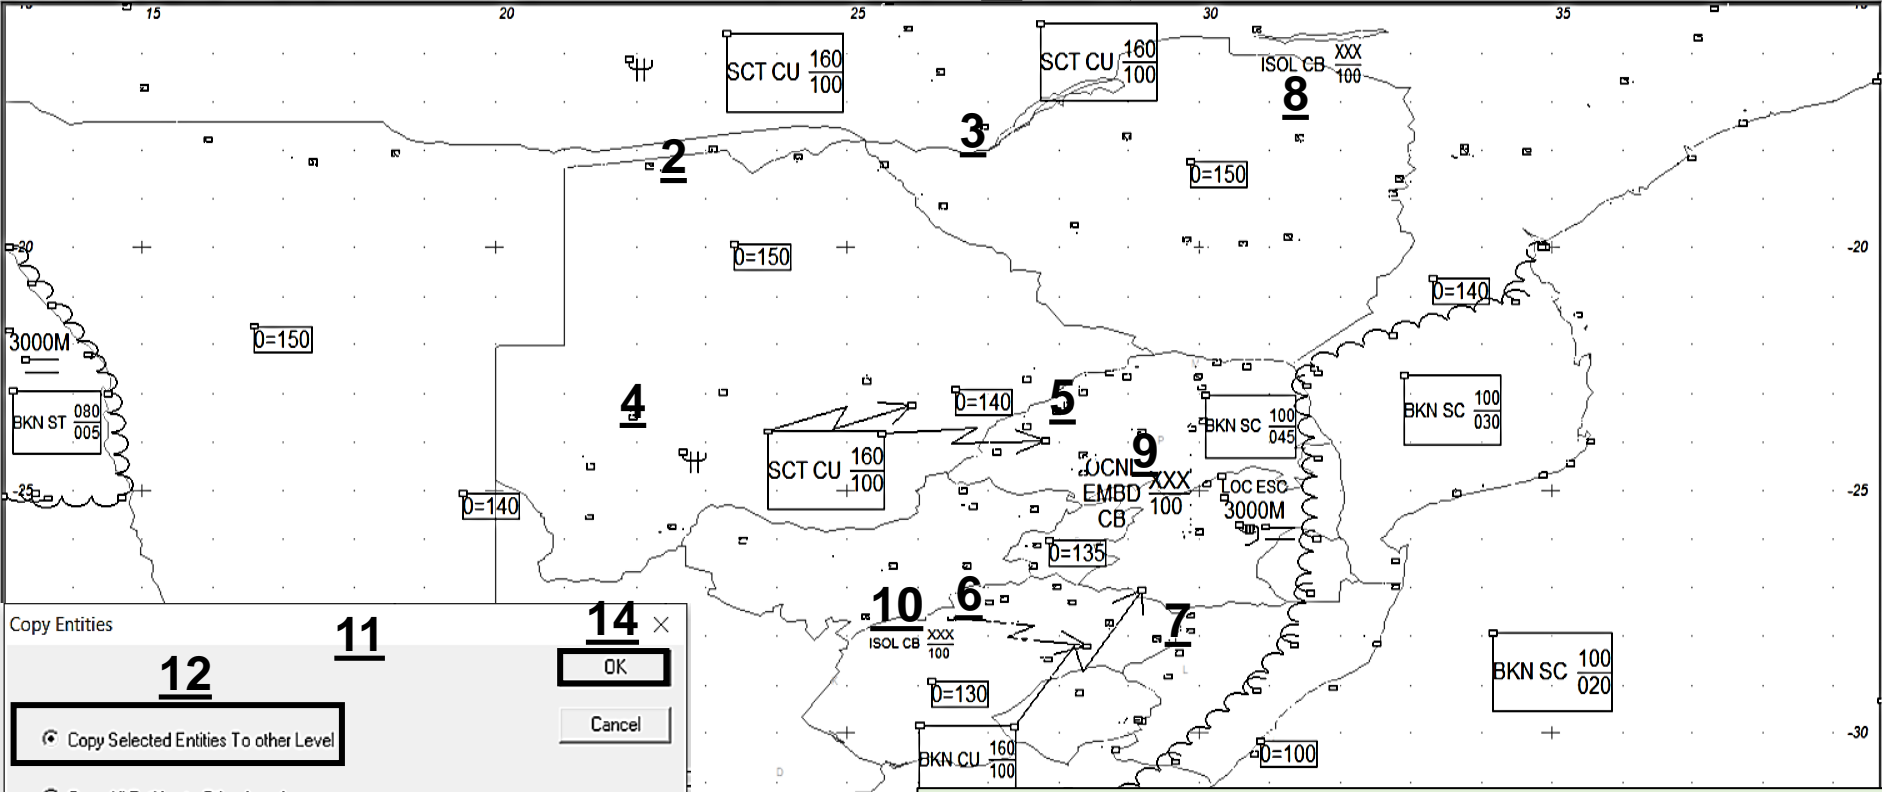 15
20
25
30
35
SCT CU 160
100
SCT CU 160
100
ISOL CB XXX
100
8
3
2
0=150
-20
-20
0=150
0=140
0=150
3000M
BKN ST 080
005
4
0=140
5
BKN SC 100
045
BKN SC 100
030
SCT CU 160
100
9
OCNL
EMBD XXX
CB 100
LOC ESC
3000M
-25
-25
0=140
0=135
10
6
7
ISOL CB XXX
100
0=130
BKN SC 100
020
BKN CU 160
100
0=100
-30
Copy Entities
11
14
OK
12
Cancel
Copy Selected Entities To other Level